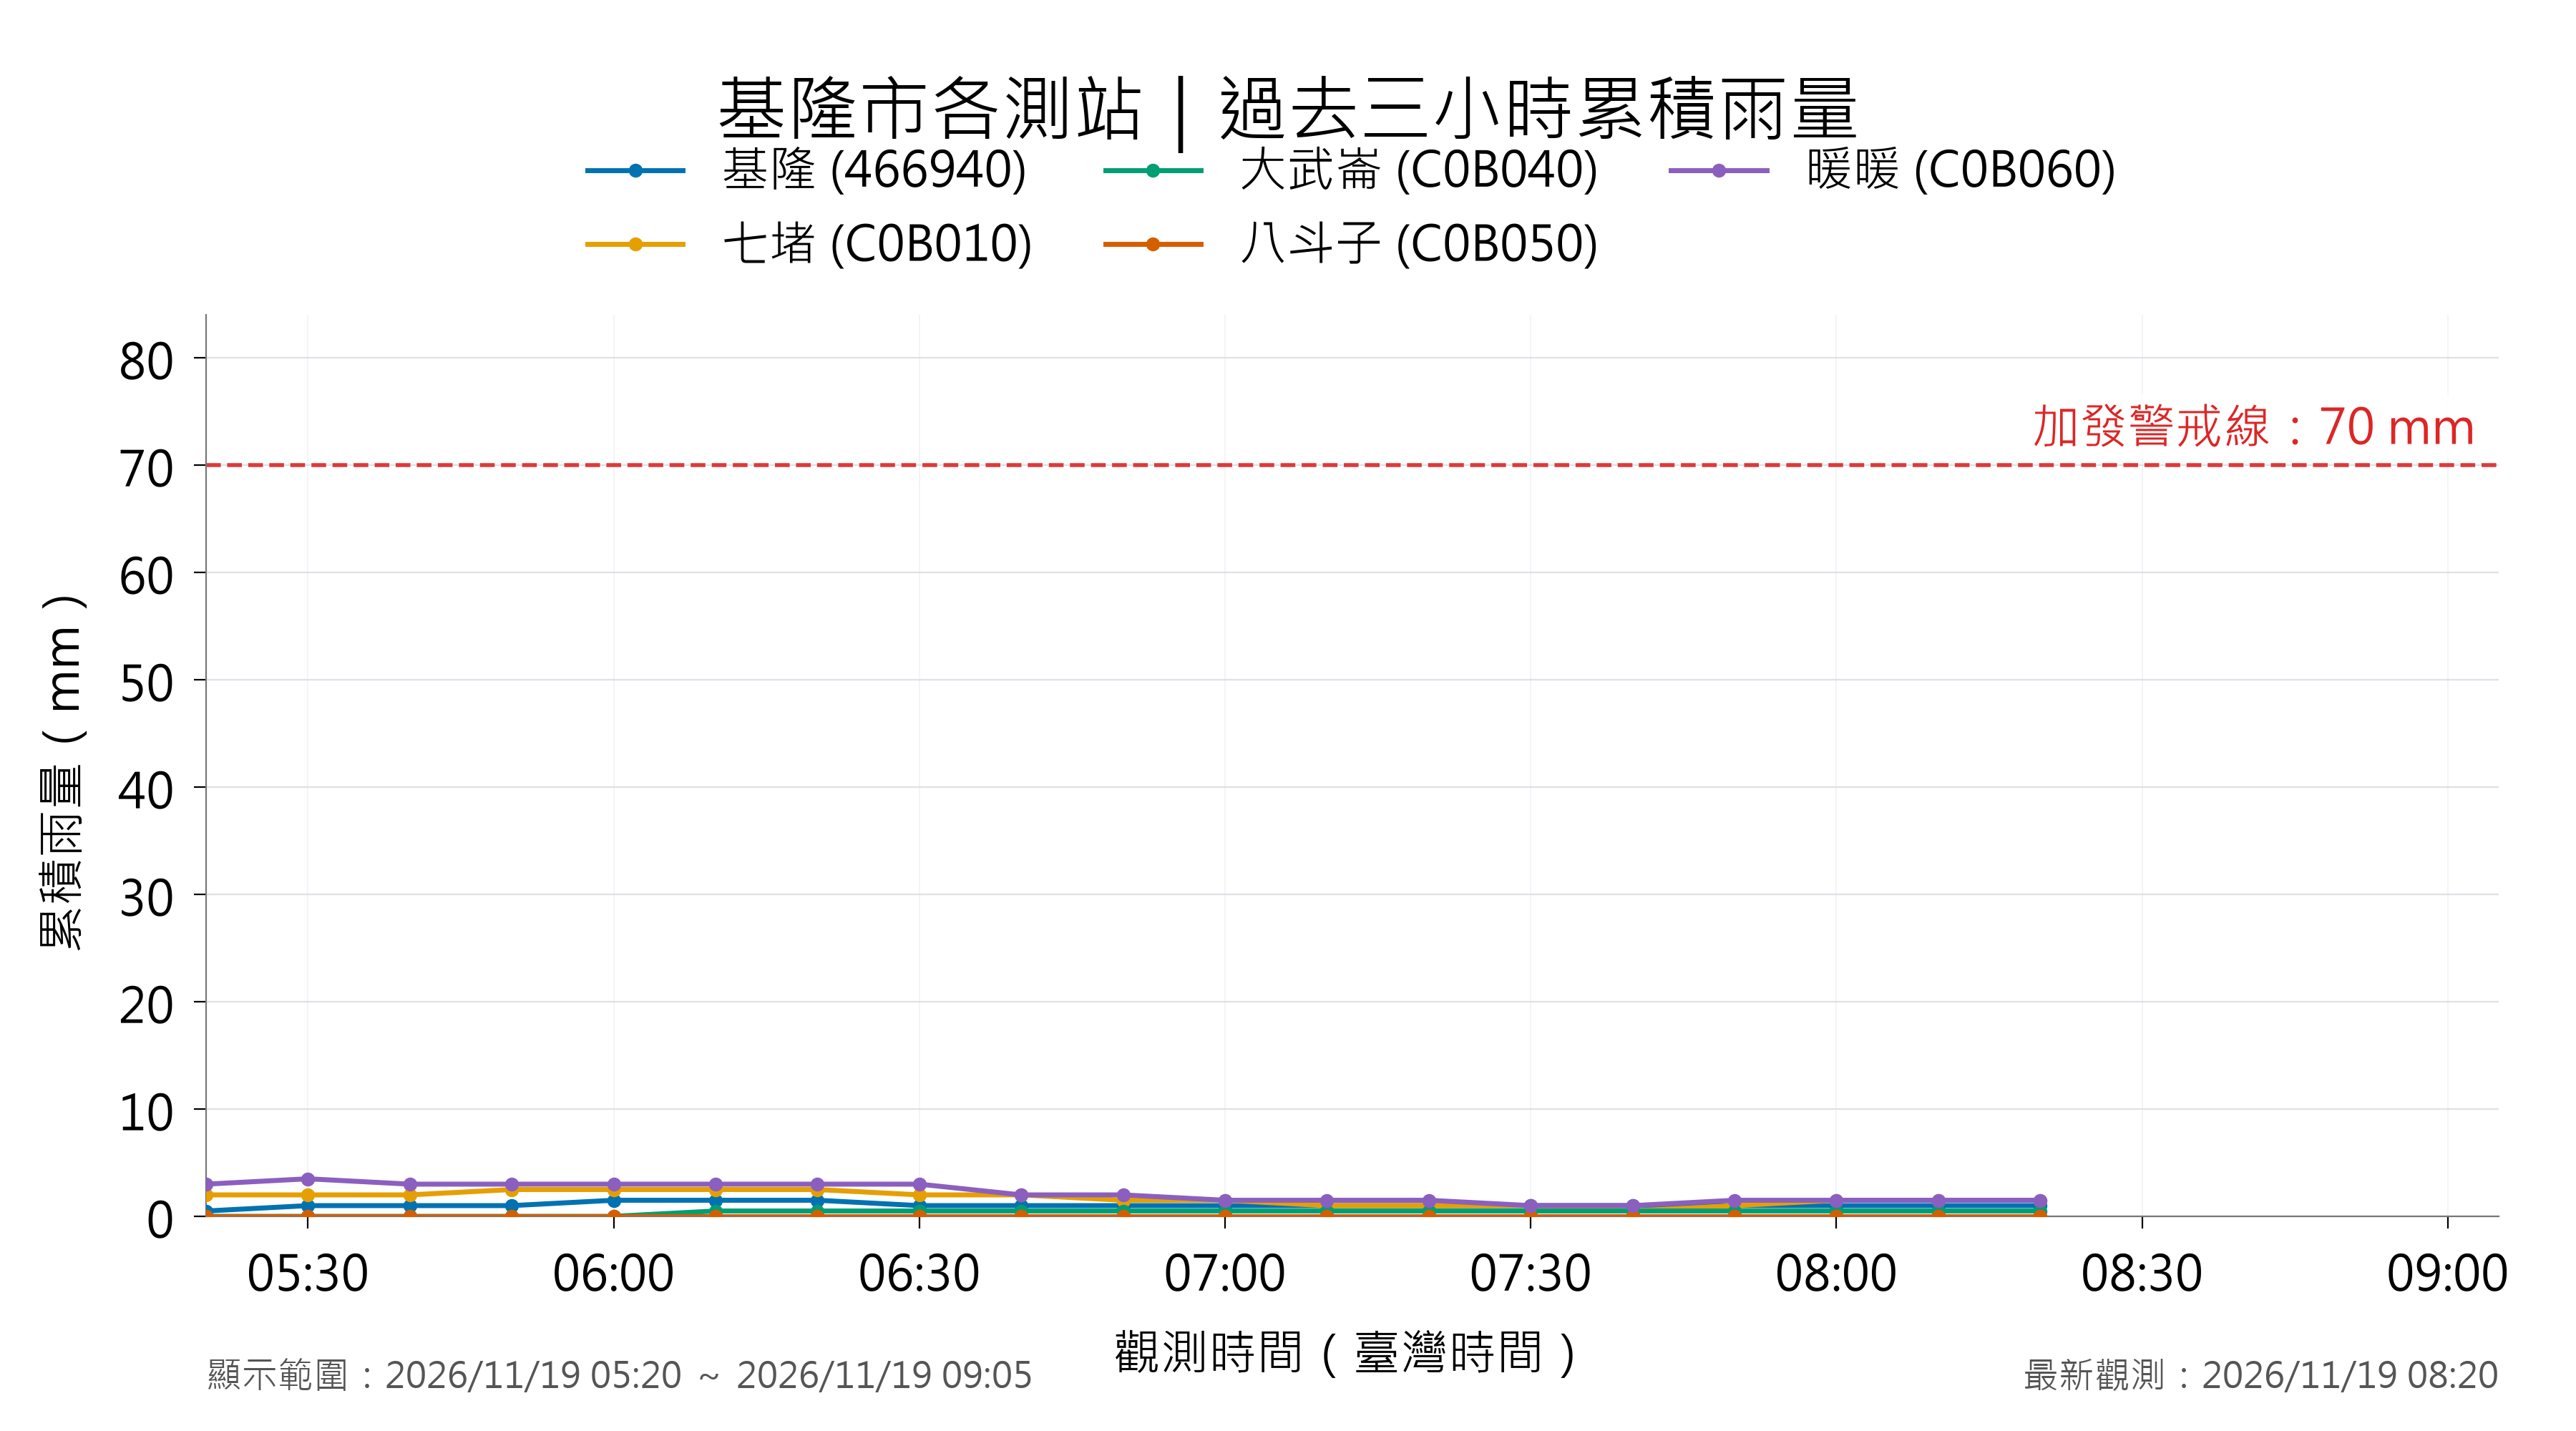 基隆市各測站｜過去三小時累積雨量
基隆 (466940)
大武崙 (C0B040)
暖暖 (C0B060)
七堵 (C0B010)
八斗子 (C0B050)
累積雨量（mm）
80
70
60
50
40
30
20
10
0
加發警戒線：70 mm
05:30
06:00
06:30
07:00
07:30
08:00
08:30
09:00
觀測時間（臺灣時間）
顯示範圍：2026/11/19 05:20 ~ 2026/11/19 09:05
最新觀測：2026/11/19 08:20